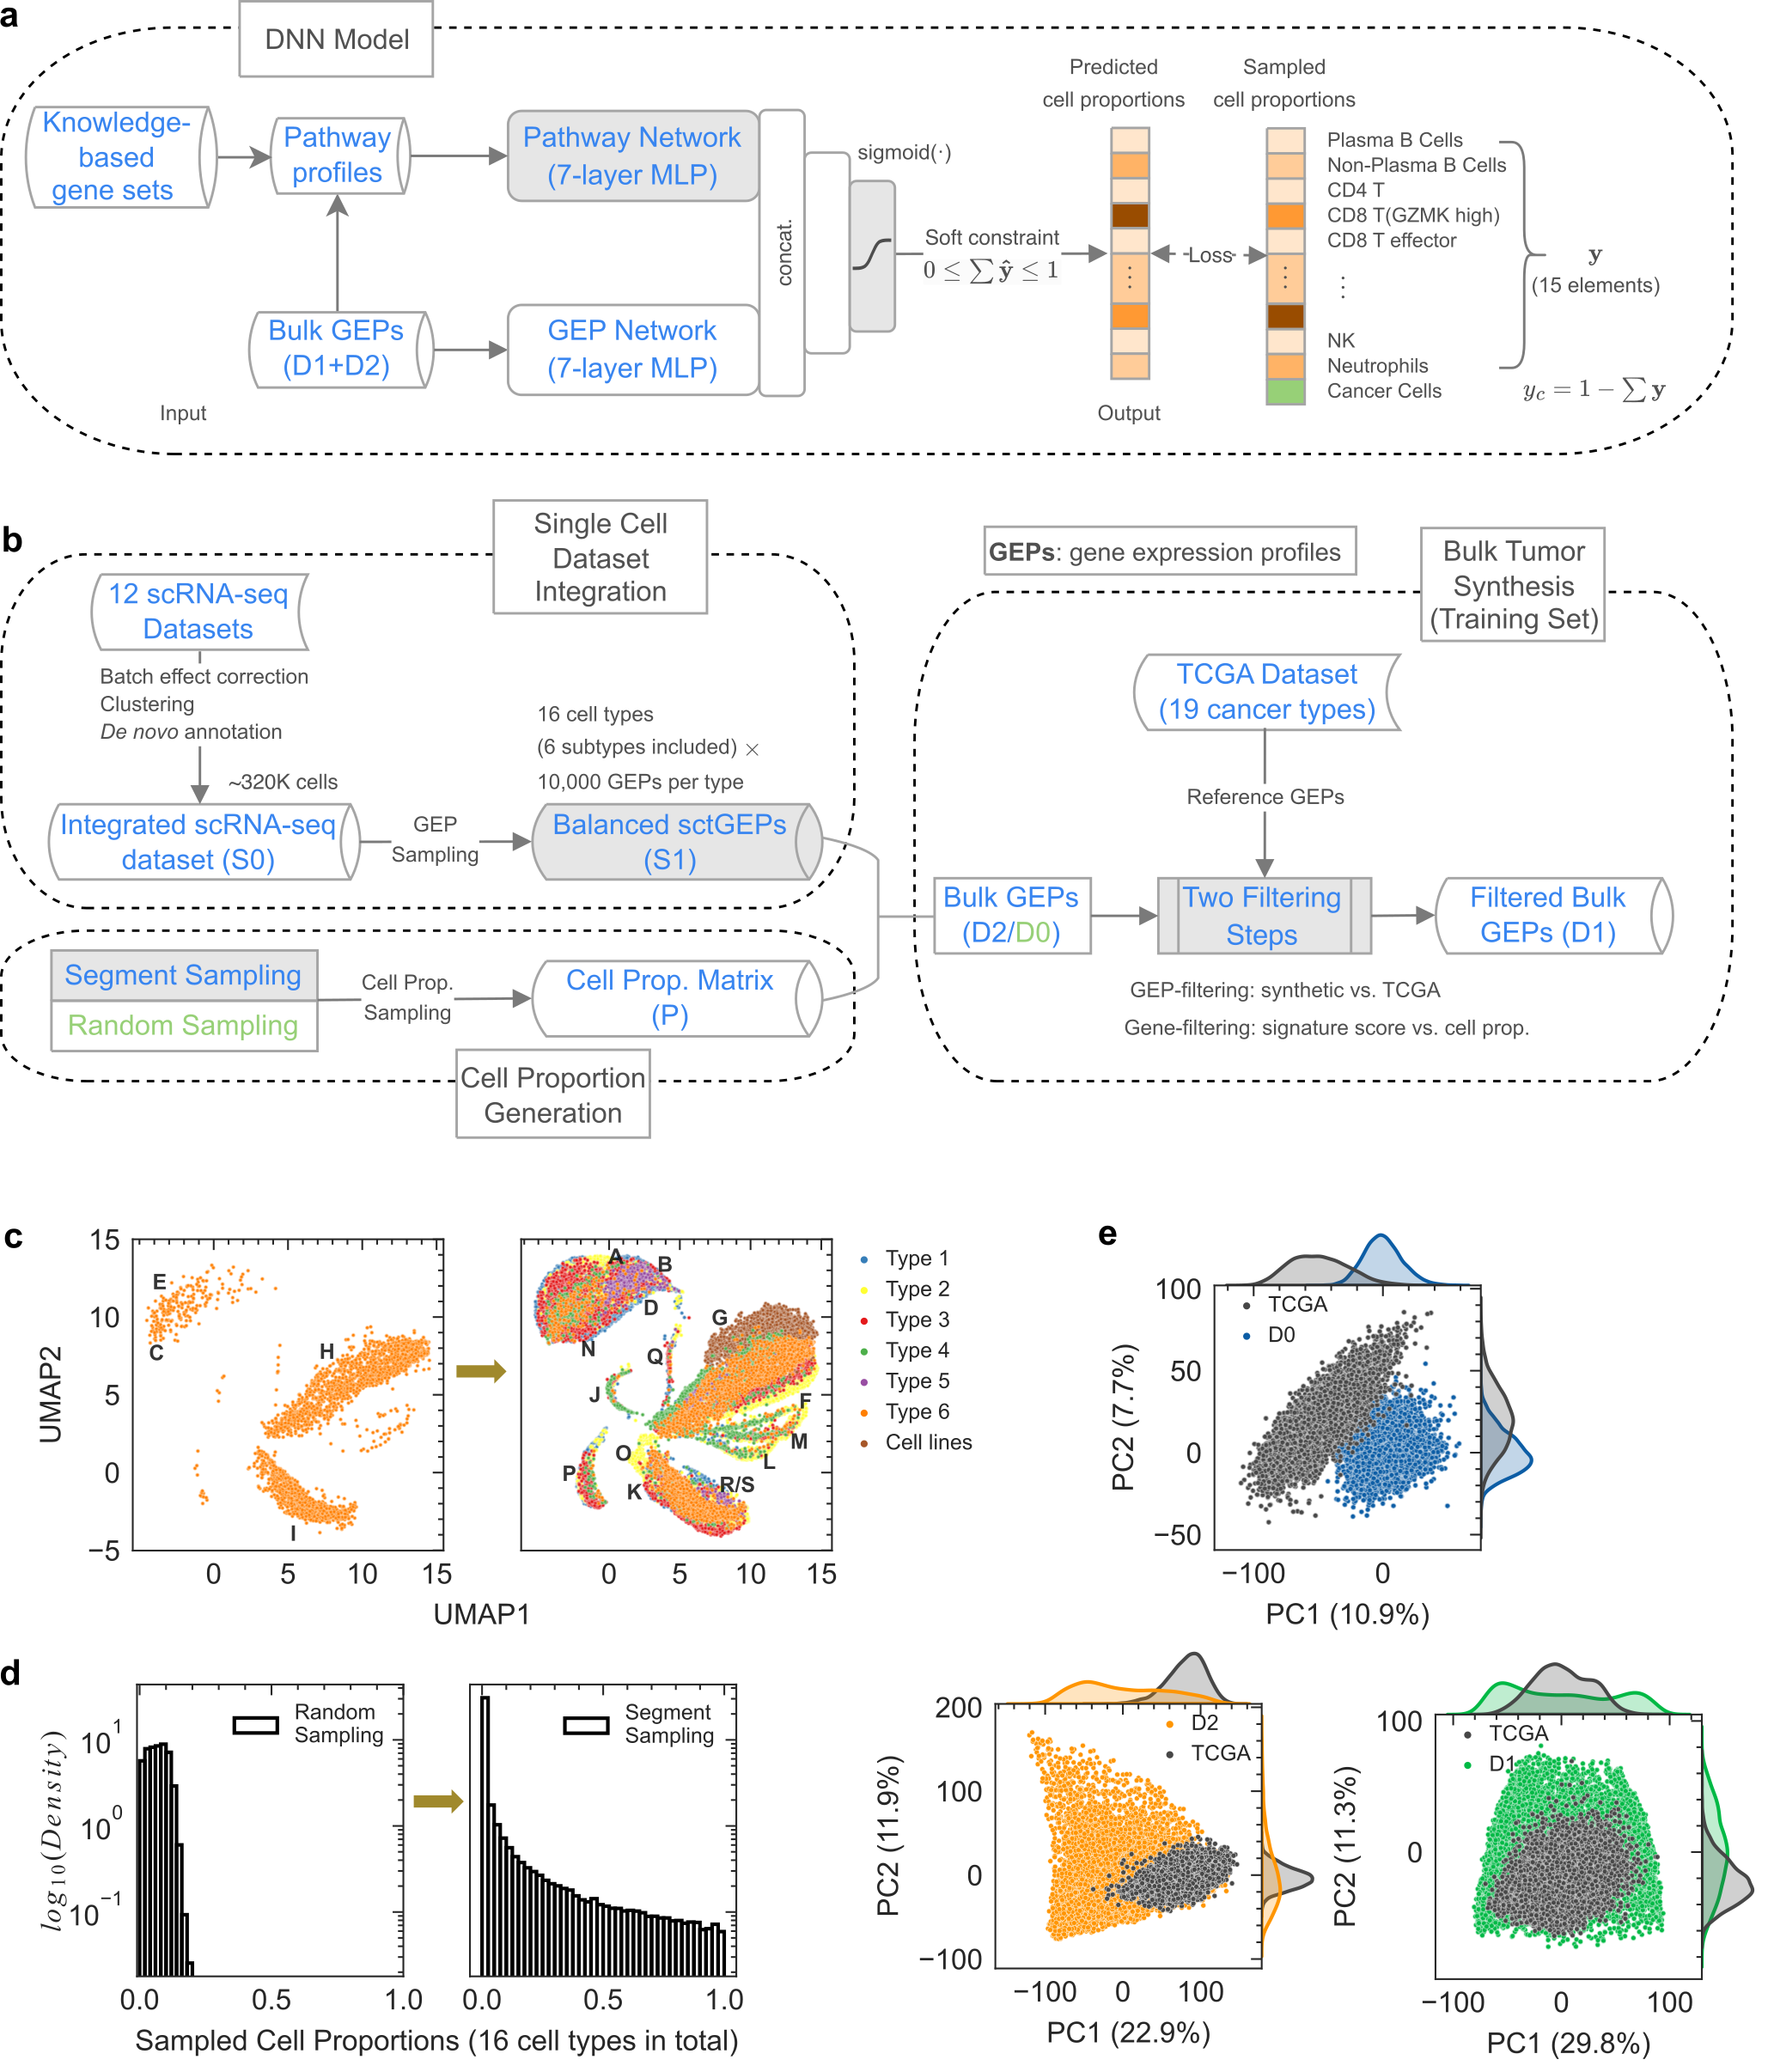 a
DNN Model
Knowledge-
based
gene sets
Pathway
profiles
Pathway Network
(7-layer MLP)
Bulk GEPs
(D1+D2)
GEP Network
(7-layer MLP)
Input
concat.
sigmoid(·)
Soft constraint
0 ≤ ∑ ŷ ≤ 1
Predicted
cell proportions
Output
Loss
Sampled
cell proportions
Plasma B Cells
Non-Plasma B Cells
CD4 T
CD8 T(GZMK high)
CD8 T effector
⋮
NK
Neutrophils
Cancer Cells
y
(15 elements)
y_c = 1 − ∑ y
b
Single Cell
Dataset
Integration
12 scRNA-seq
Datasets
Batch effect correction
Clustering
De novo annotation
~320K cells
Integrated scRNA-seq
dataset (S0)
GEP
Sampling
16 cell types
(6 subtypes included) ×
10,000 GEPs per type
Balanced sctGEPs
(S1)
Segment Sampling
Random Sampling
Cell Prop.
Sampling
Cell Prop. Matrix
(P)
Cell Proportion
Generation
GEPs: gene expression profiles
Bulk Tumor
Synthesis
(Training Set)
TCGA Dataset
(19 cancer types)
Reference GEPs
Bulk GEPs
(D2/D0)
Two Filtering
Steps
Filtered Bulk
GEPs (D1)
GEP-filtering: synthetic vs. TCGA
Gene-filtering: signature score vs. cell prop.
c
UMAP2
15
10
5
0
−5
E
C
H
I
0 5 10 15
A
B
D
N
G
Q
J
F
M
L
O
P
K
R/S
0 5 10 15
UMAP1
Type 1
Type 2
Type 3
Type 4
Type 5
Type 6
Cell lines
d
log10(Density)
10^1
10^0
10^−1
Random
Sampling
0.0 0.5 1.0
Segment
Sampling
0.0 0.5 1.0
Sampled Cell Proportions (16 cell types in total)
e
PC2 (7.7%)
100
50
0
−50
TCGA
D0
−100 0
PC1 (10.9%)
PC2 (11.9%)
200
100
0
−100
D2
TCGA
−100 0 100
PC1 (22.9%)
PC2 (11.3%)
100
0
TCGA
D1
−100 0 100
PC1 (29.8%)